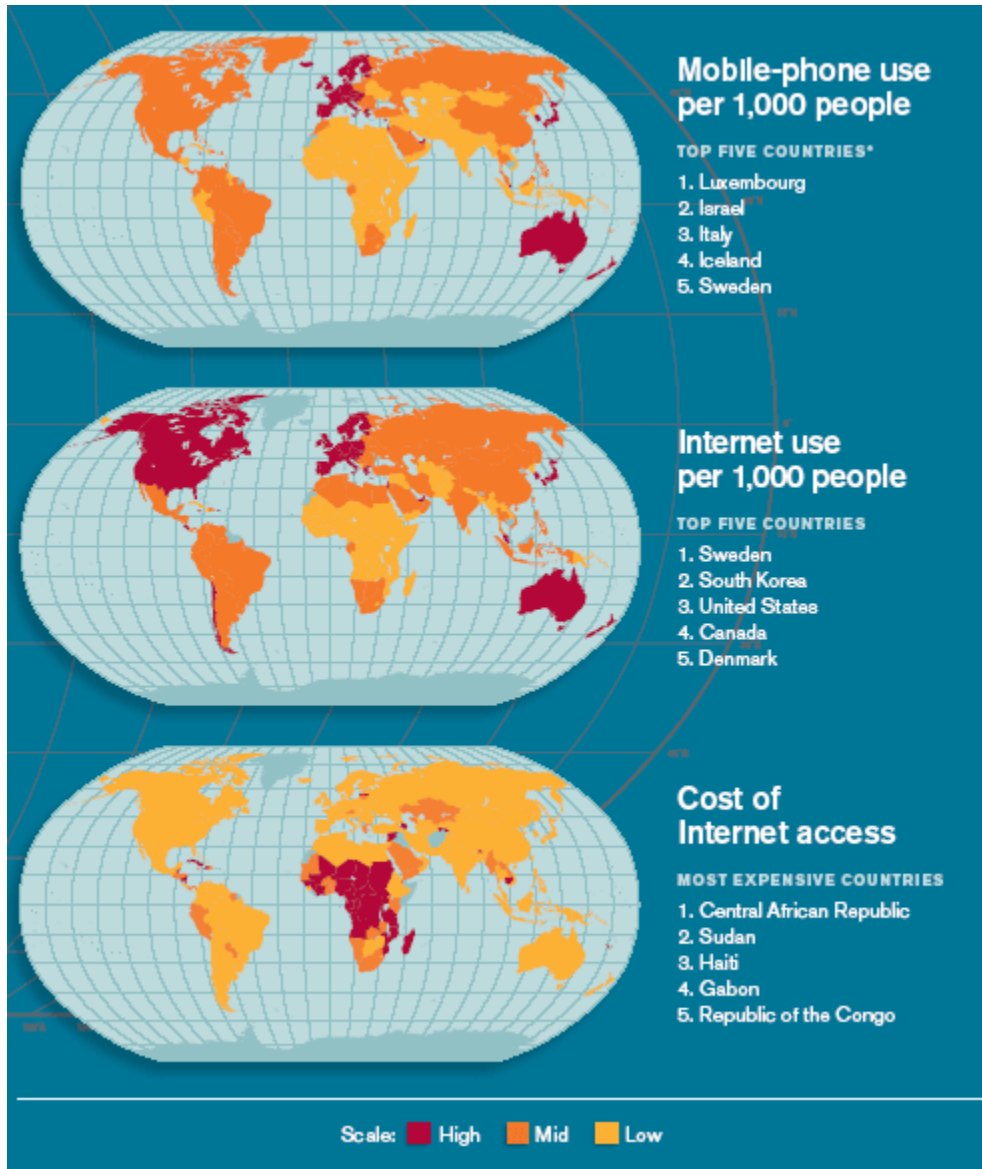 Mobile-phone use
per 1,000 people
TOP FIVE COUNTRIES*
1. Luxembourg
2. Israel
3. Italy
4. Iceland
5. Sweden
Internet use
per 1,000 people
TOP FIVE COUNTRIES
1. Sweden
2. South Korea
3. United States
4. Canada
5. Denmark
Cost of
Internet access
MOST EXPENSIVE COUNTRIES
1. Central African Republic
2. Sudan
3. Haiti
4. Gabon
5. Republic of the Congo
Scale: High Mid Low